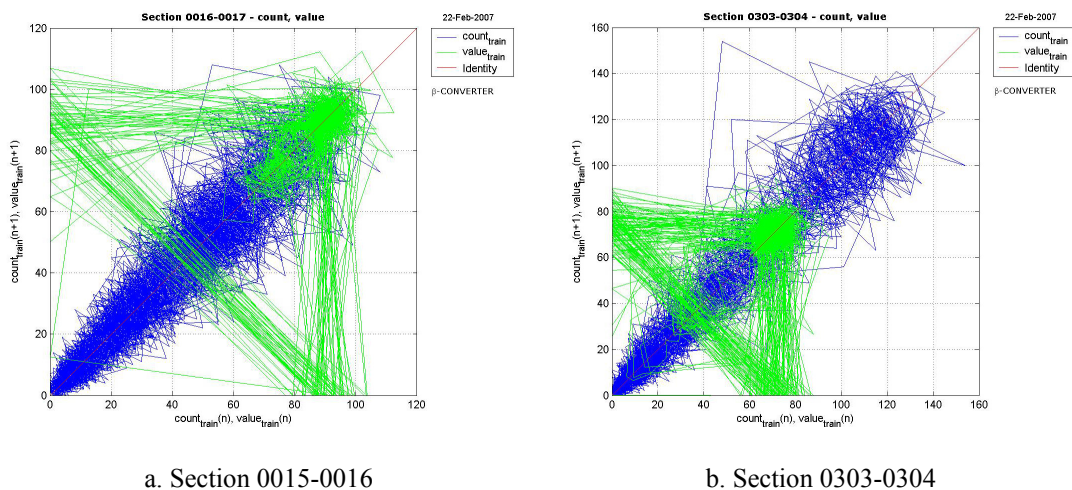 Section 0016-0017 - count, value
22-Feb-2007
120
100
80
60
40
20
0
count_train(n+1), value_train(n+1)
0 20 40 60 80 100 120
count_train(n), value_train(n)
count_train
value_train
Identity
β-CONVERTER
a. Section 0015-0016
Section 0303-0304 - count, value
22-Feb-2007
160
140
120
100
80
60
40
20
0
count_train(n+1), value_train(n+1)
0 20 40 60 80 100 120 140 160
count_train(n), value_train(n)
count_train
value_train
Identity
β-CONVERTER
b. Section 0303-0304